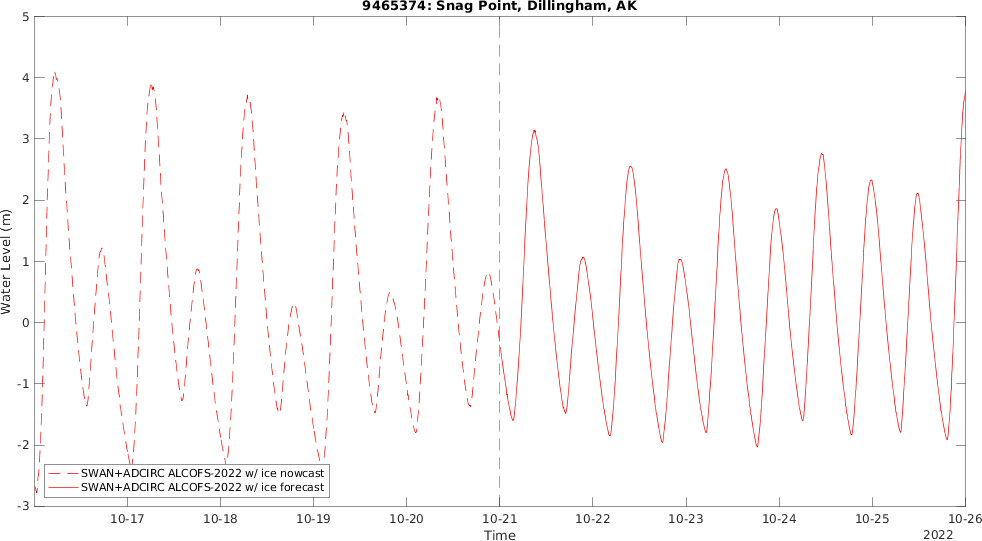 9465374: Snag Point, Dillingham, AK
5
4
3
2
1
0
-1
-2
-3
Water Level (m)
SWAN+ADCIRC ALCOFS-2022 w/ ice nowcast
SWAN+ADCIRC ALCOFS-2022 w/ ice forecast
10-17 10-18 10-19 10-20 10-21 10-22 10-23 10-24 10-25 10-26
Time
2022